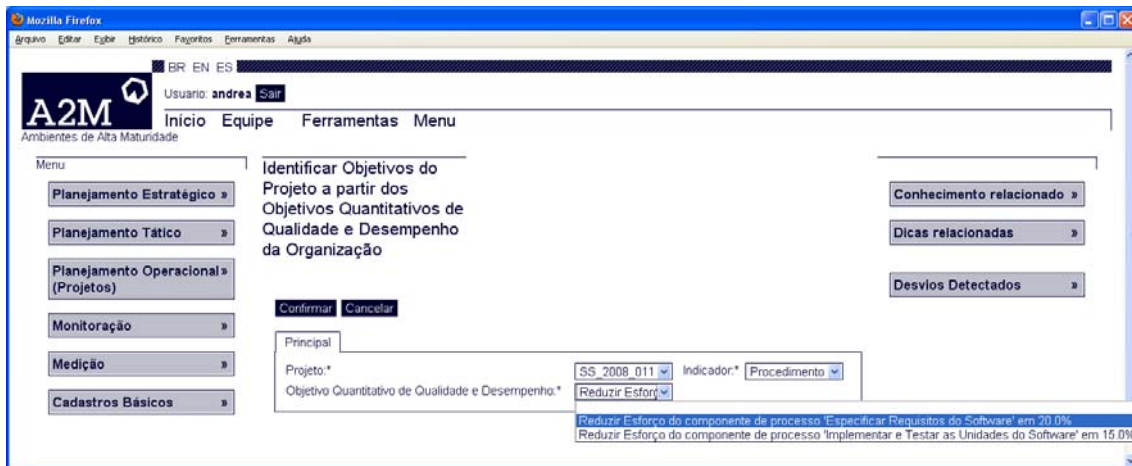 Mozilla Firefox
Arquivo Editar Exibir Histórico Favoritos Ferramentas Ajuda
BR EN ES
Usuario: andrea Sair
A2M
Início Equipe Ferramentas Menu
Ambientes de Alta Maturidade
Menu
Planejamento Estratégico »
Planejamento Tático »
Planejamento Operacional »
(Projetos)
Monitoração »
Medição »
Cadastros Básicos »
Identificar Objetivos do
Projeto a partir dos
Objetivos Quantitativos de
Qualidade e Desempenho
da Organização
Confirmar Cancelar
Principal
Projeto:* SS_2008_011 Indicador:* Procedimento
Objetivo Quantitativo de Qualidade e Desempenho:* Reduzir Esforç
Reduzir Esforço do componente de processo 'Especificar Requisitos do Software' em 20.0%
Reduzir Esforço do componente de processo 'Implementar e Testar as Unidades do Software' em 15.0%
Conhecimento relacionado »
Dicas relacionadas »
Desvios Detectados »